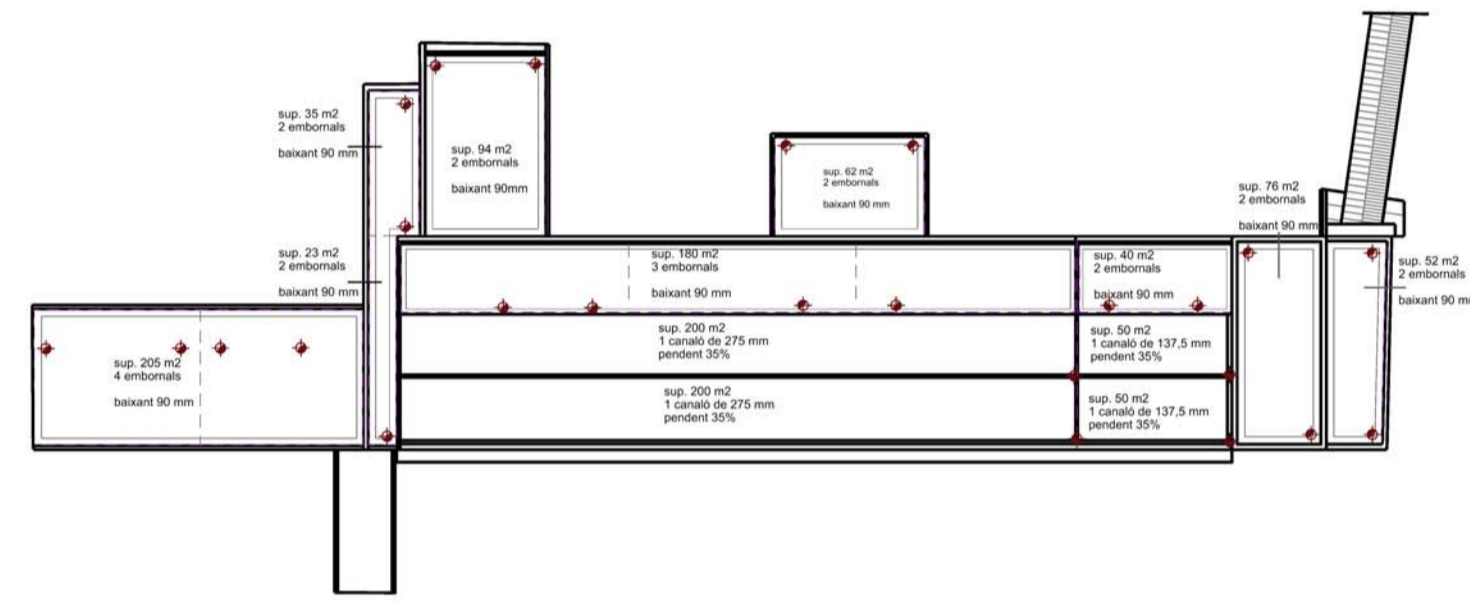 sup. 35 m2
2 embornals
baixant 90 mm
sup. 94 m2
2 embornals
baixant 90mm
sup. 62 m2
2 embornals
baixant 90 mm
sup. 76 m2
2 embornals
baixant 90 mm
sup. 23 m2
2 embornals
baixant 90 mm
sup. 180 m2
3 embornals
baixant 90 mm
sup. 40 m2
2 embornals
baixant 90 mm
sup. 52 m2
2 embornals
baixant 90 m
sup. 205 m2
4 embornals
baixant 90 mm
sup. 200 m2
1 canaló de 275 mm
pendent 35%
sup. 50 m2
1 canaló de 137,5 mm
pendent 35%
sup. 200 m2
1 canaló de 275 mm
pendent 35%
sup. 50 m2
1 canaló de 137,5 mm
pendent 35%